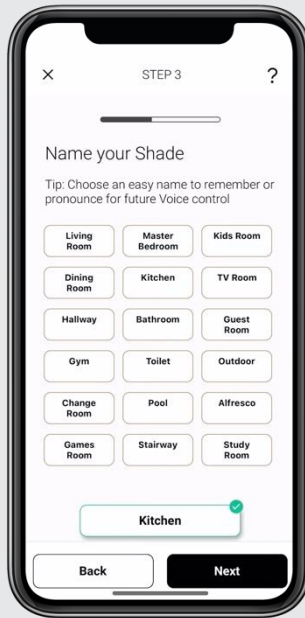 × STEP 3 ?
Name your Shade
Tip: Choose an easy name to remember or
pronounce for future Voice control
Living
Room
Master
Bedroom
Kids Room
Dining
Room
Kitchen
TV Room
Hallway
Bathroom
Guest
Room
Gym
Toilet
Outdoor
Change
Room
Pool
Alfresco
Games
Room
Stairway
Study
Room
Kitchen
Back
Next